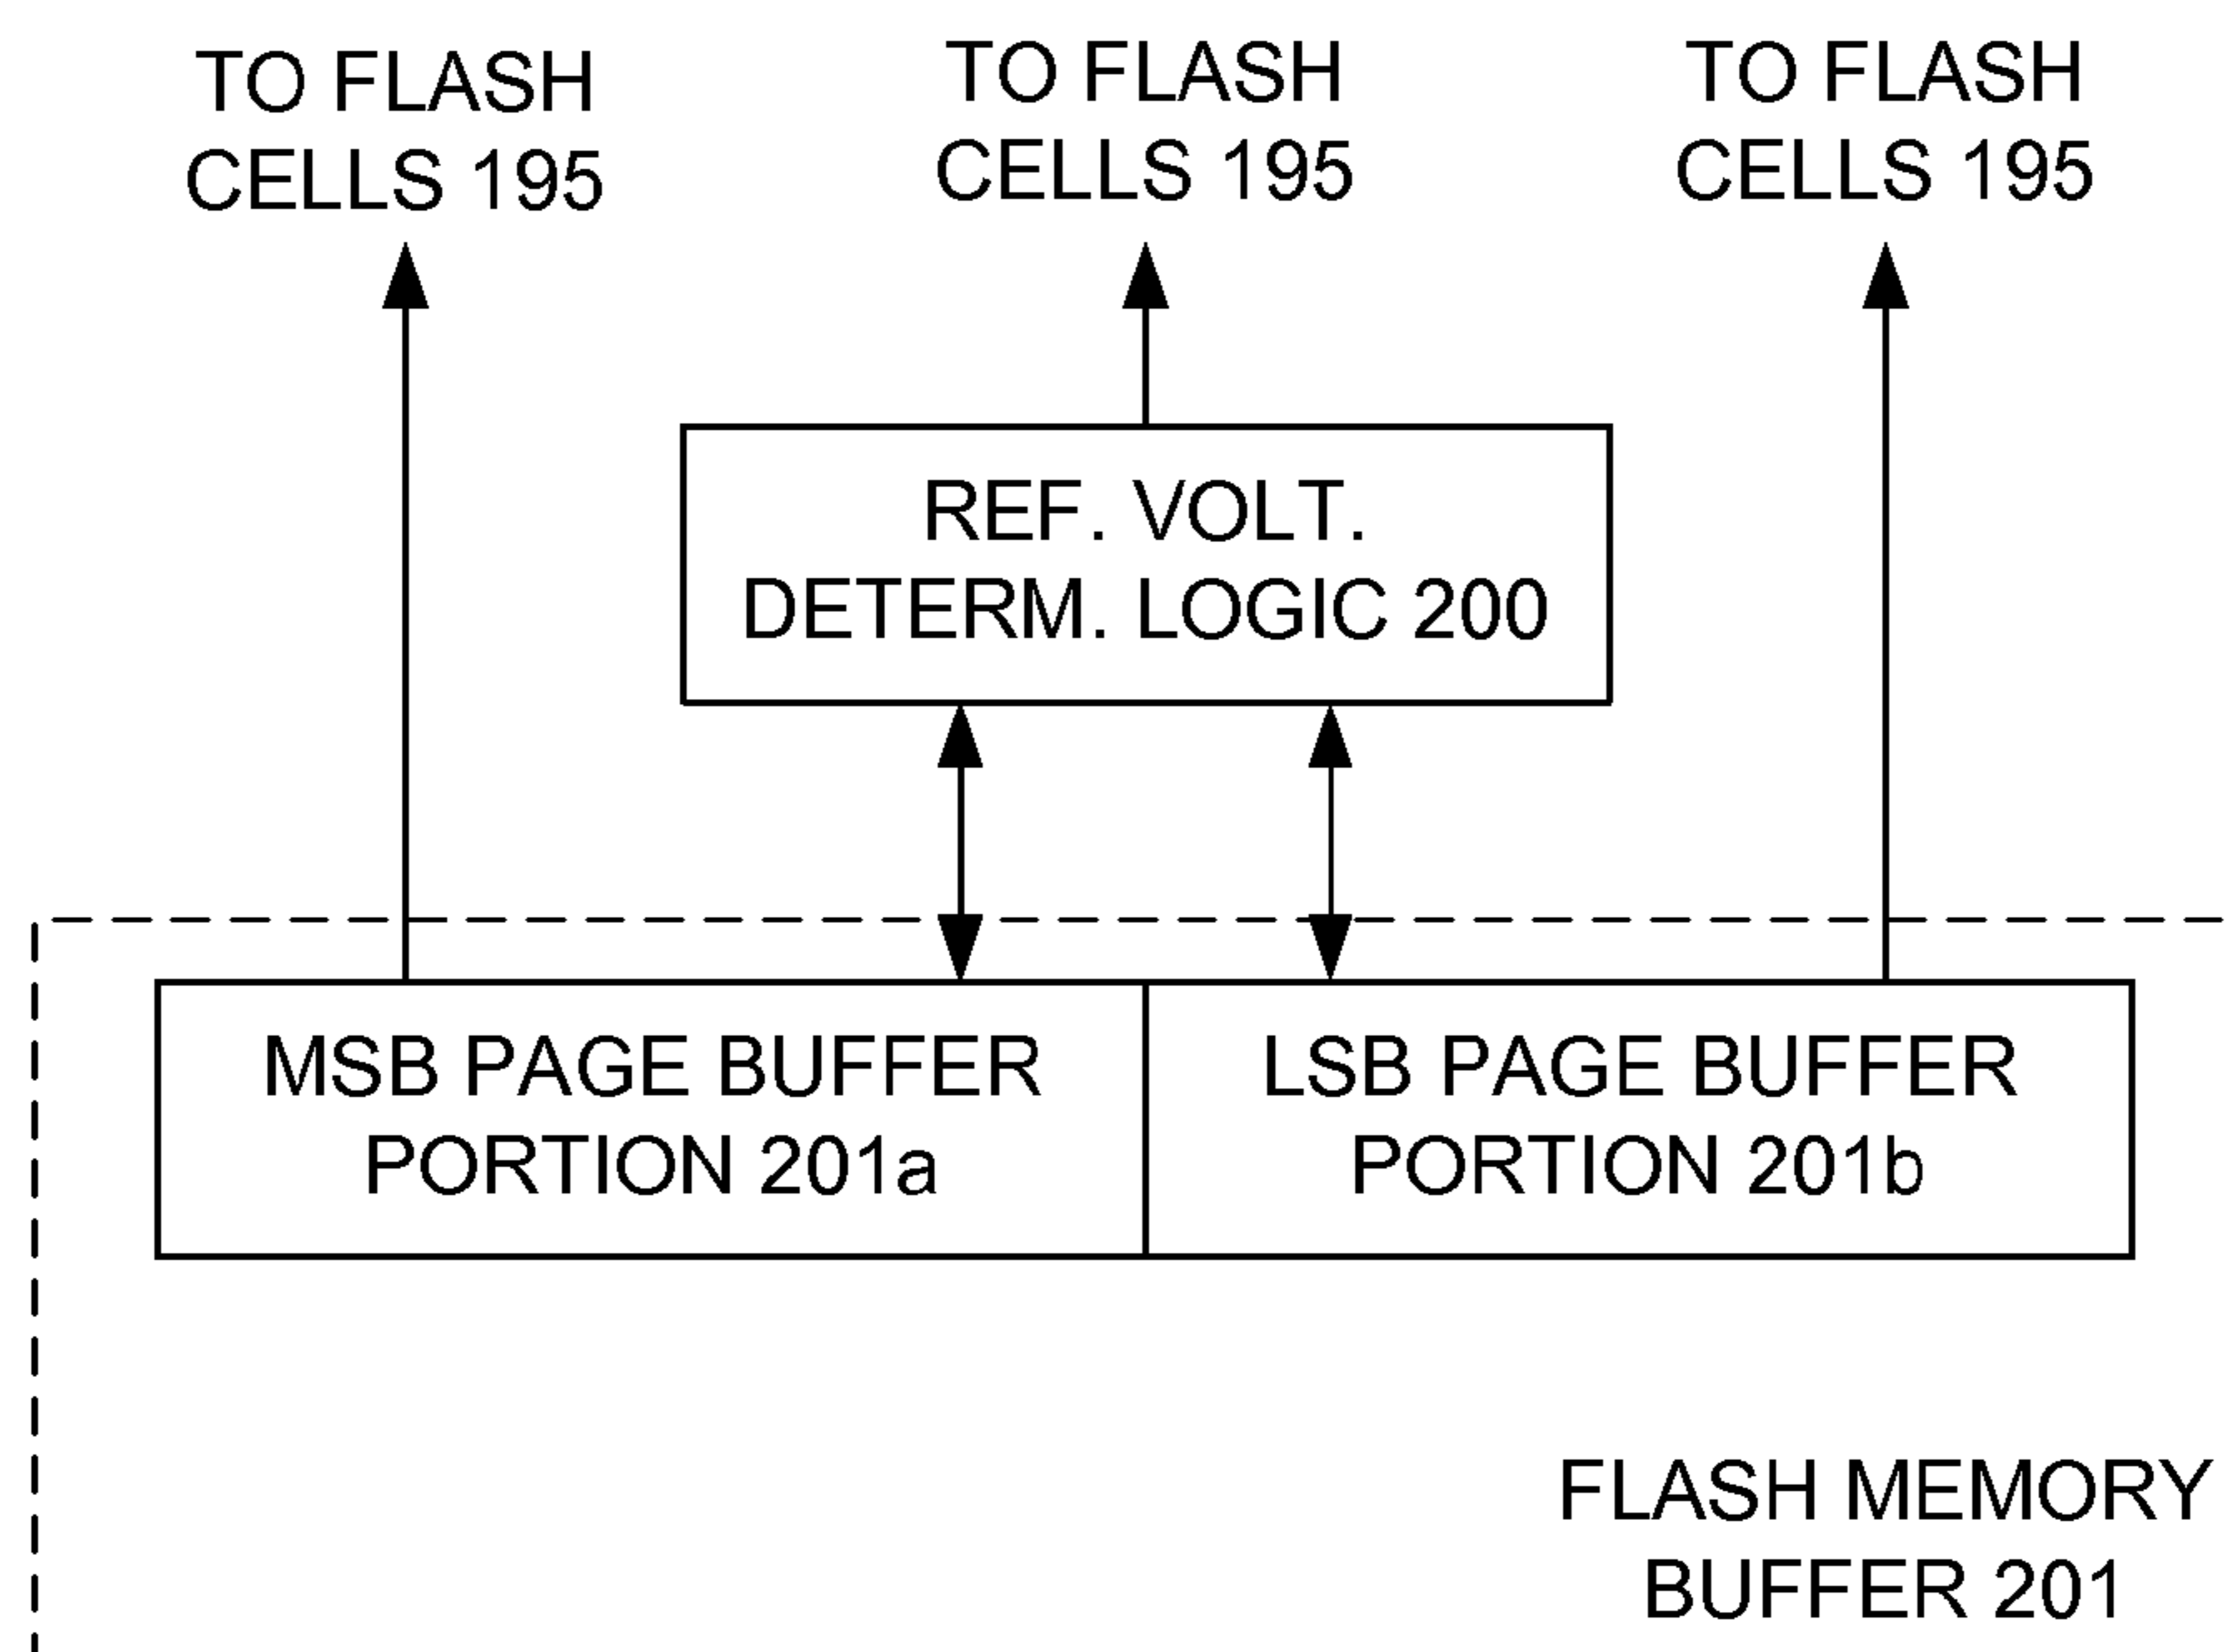 TO FLASH
CELLS 195
TO FLASH
CELLS 195
TO FLASH
CELLS 195
REF. VOLT.
DETERM. LOGIC 200
MSB PAGE BUFFER
PORTION 201a
LSB PAGE BUFFER
PORTION 201b
FLASH MEMORY
BUFFER 201